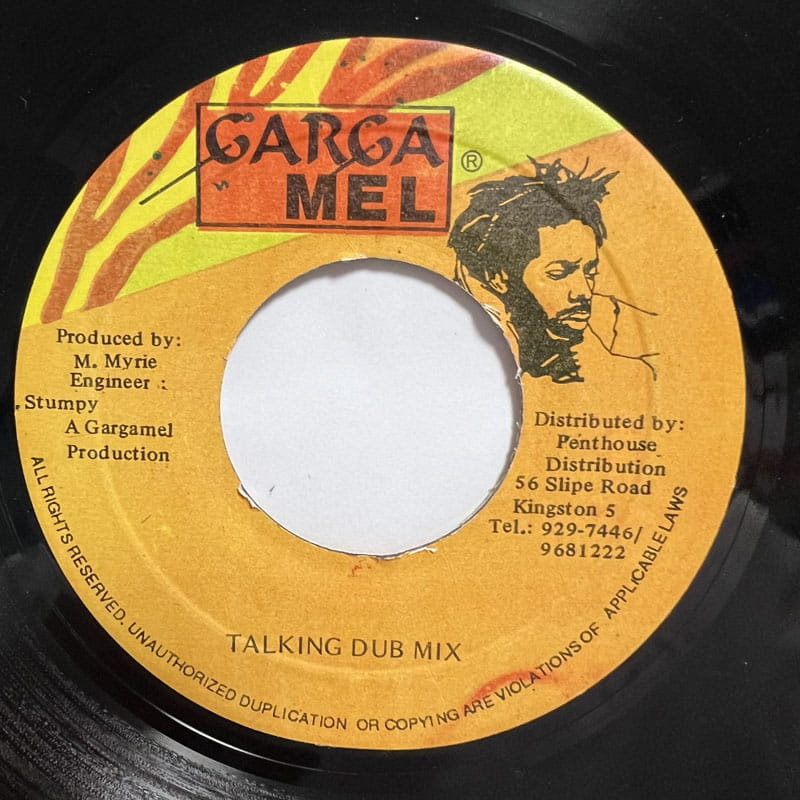 GARGA
MEL
®
Produced by:
M. Myrie
Engineer :
Stumpy
A Gargamel
Production
Distributed by:
Penthouse
Distribution
56 Slipe Road
Kingston 5
Tel.: 929-7446/
9681222
TALKING DUB MIX
ALL RIGHTS RESERVED. UNAUTHORIZED DUPLICATION OR COPYING ARE VIOLATIONS OF APPLICABLE LAWS